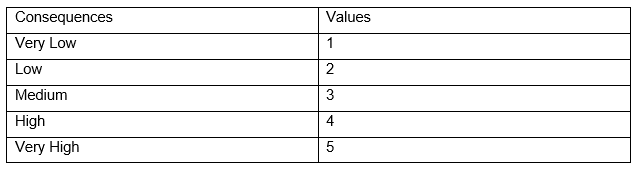 Consequences Values
Very Low 1
Low 2
Medium 3
High 4
Very High 5